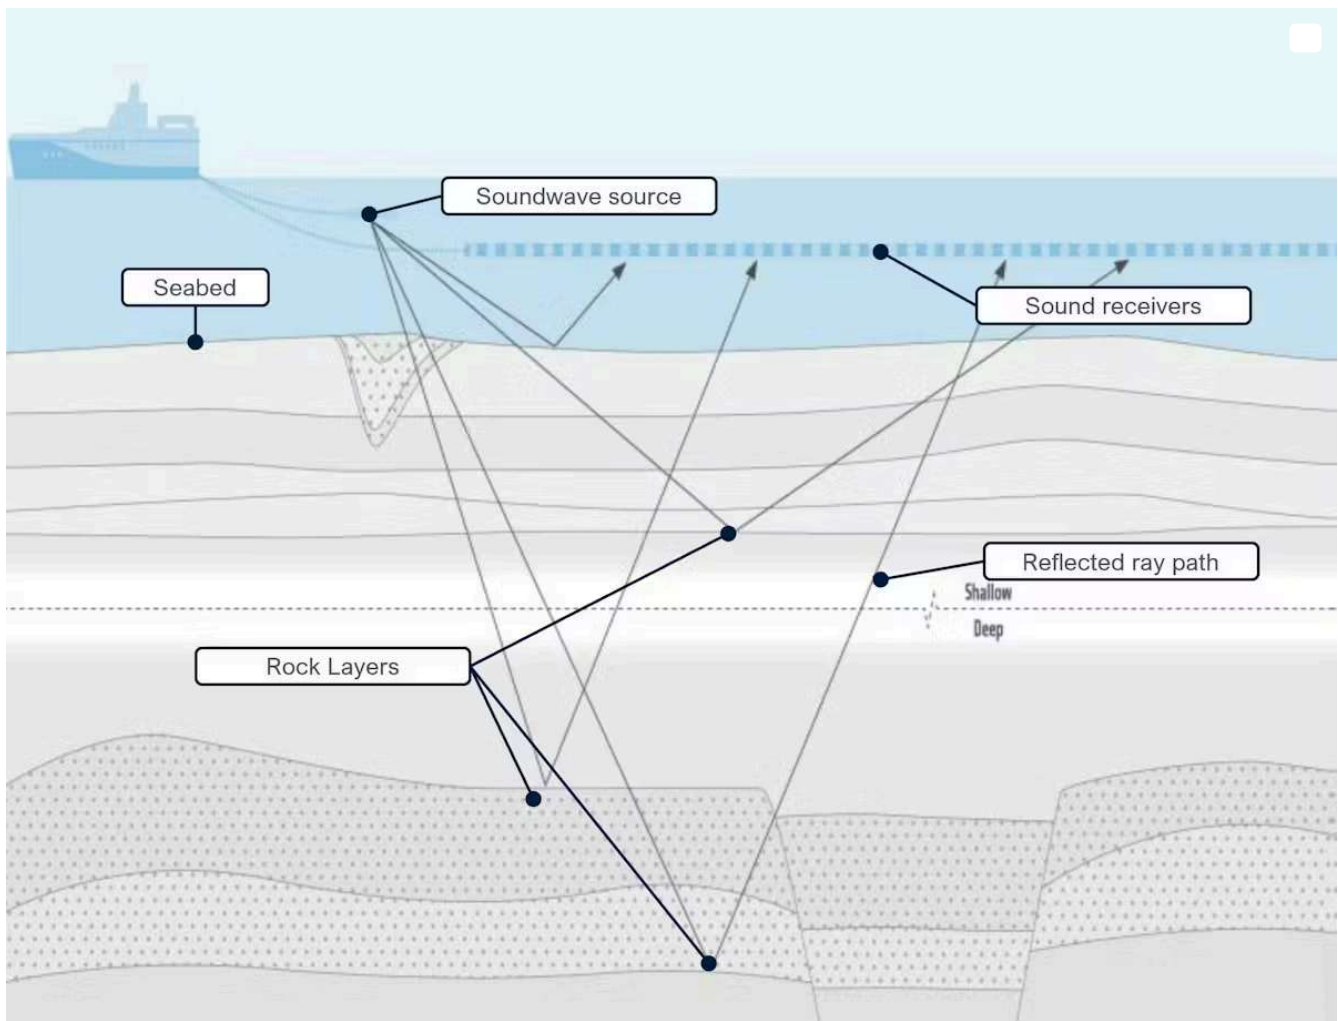 Soundwave source
Seabed
Sound receivers
Reflected ray path
Shallow
Deep
Rock Layers